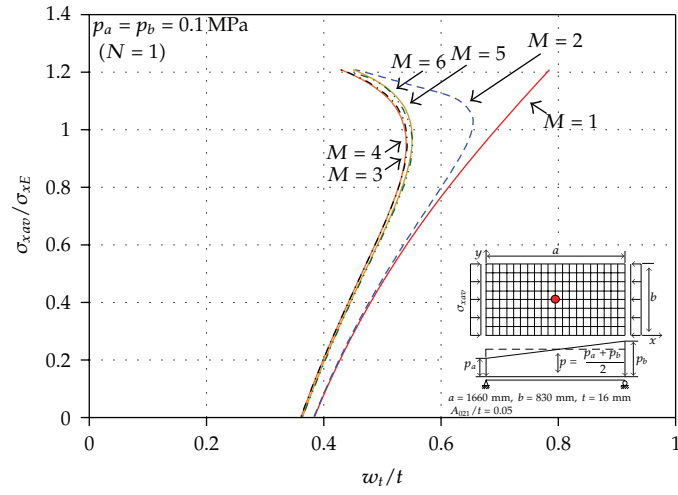 p_a = p_b = 0.1 MPa
(N = 1)
M = 6
M = 5
M = 2
M = 1
M = 4
M = 3
σ_xav/σ_xE
1.4
1.2
1
0.8
0.6
0.4
0.2
0
0
0.2
0.4
0.6
0.8
1
w_t/t
y
a
σ_xav
b
x
p_a
p = (p_a + p_b)/2
p_b
a = 1660 mm, b = 830 mm, t = 16 mm
A_021/t = 0.05